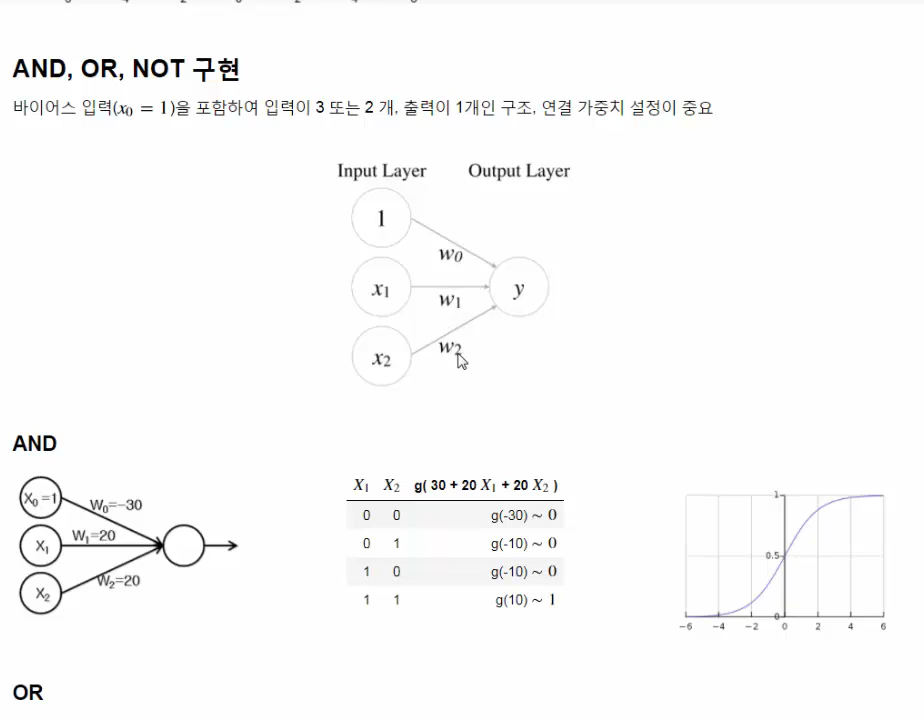 AND, OR, NOT 구현
바이어스 입력(x₀ = 1)을 포함하여 입력이 3 또는 2 개, 출력이 1개인 구조, 연결 가중치 설정이 중요
Input Layer Output Layer
1
w₀
x₁
w₁
y
x₂
w₂
AND
X₀ =1
W₀=−30
X₁
W₁=20
X₂
W₂=20
X₁ X₂ g( 30 + 20 X₁ + 20 X₂ )
0 0 g(-30) ~ 0
0 1 g(-10) ~ 0
1 0 g(-10) ~ 0
1 1 g(10) ~ 1
1
0.5
0
−6 −4 −2 0 2 4 6
OR